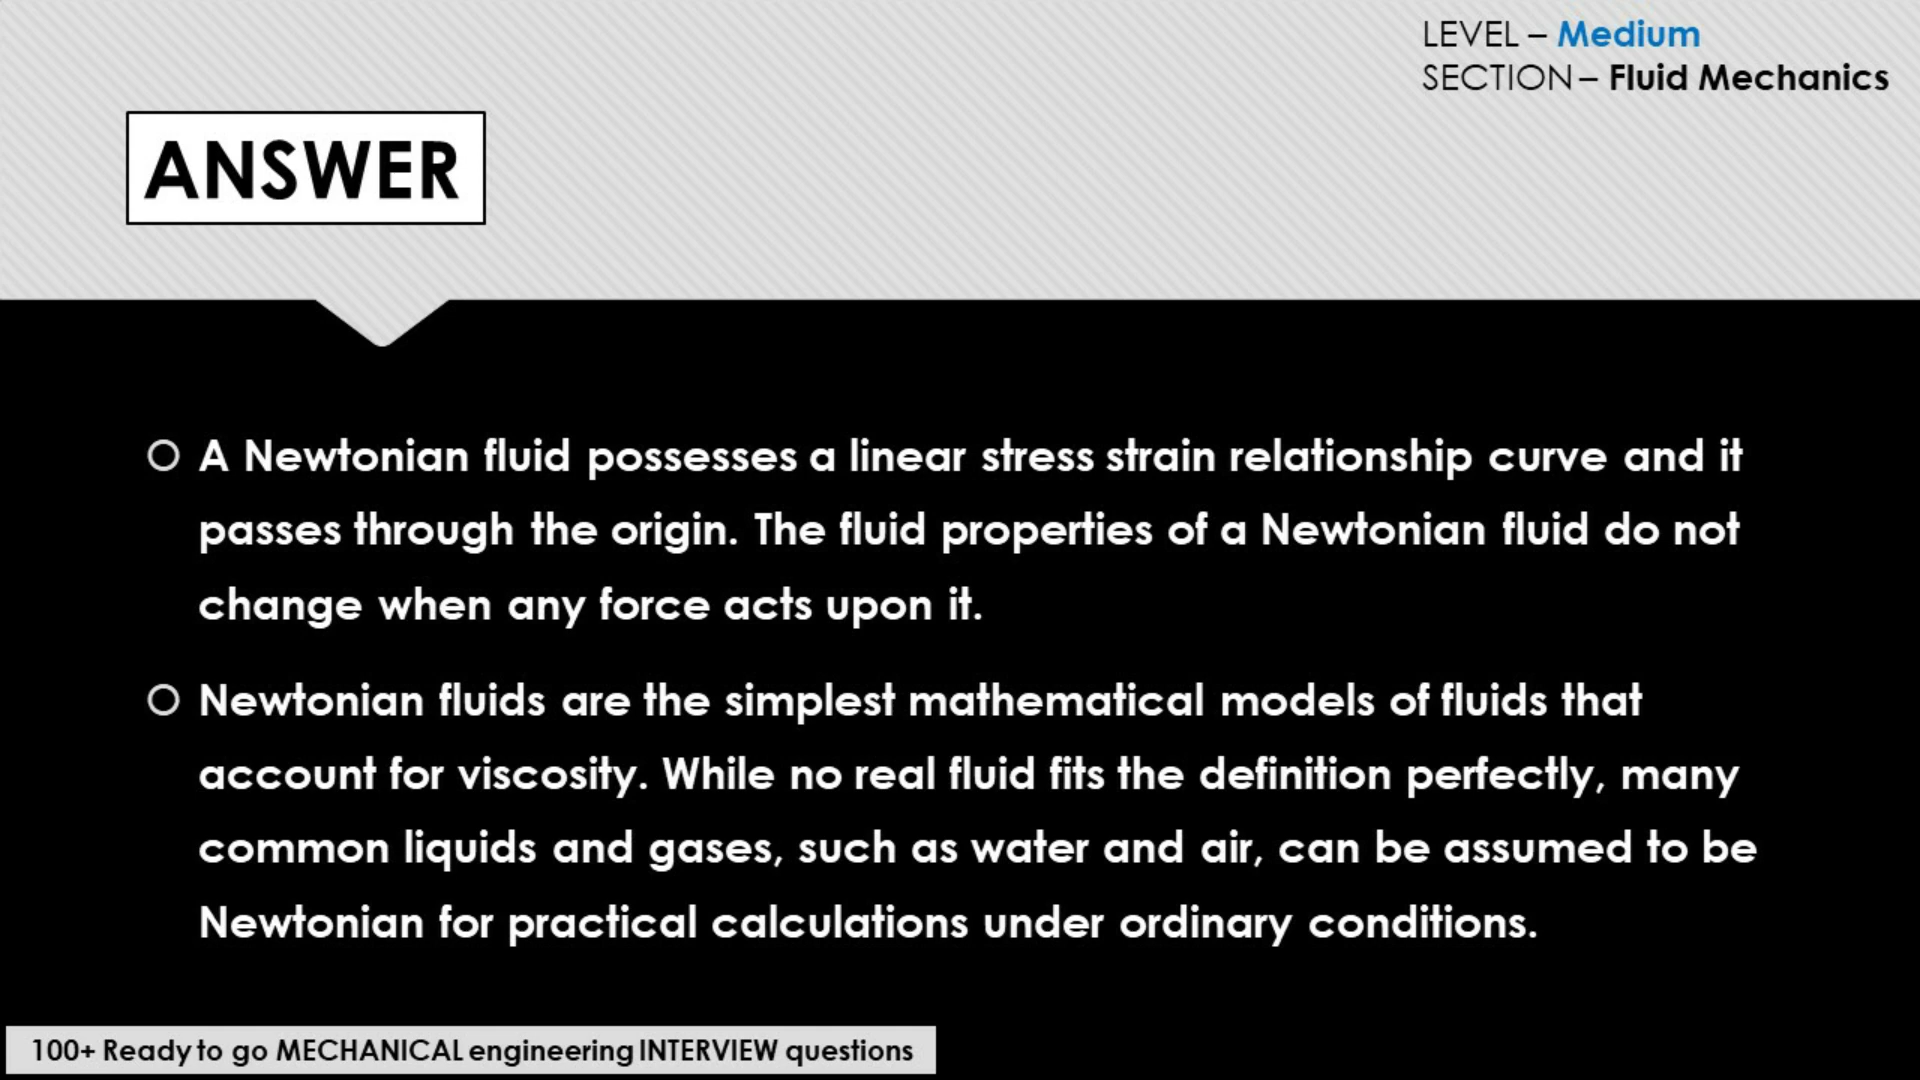 LEVEL – Medium
SECTION – Fluid Mechanics
ANSWER
A Newtonian fluid possesses a linear stress strain relationship curve and it
passes through the origin. The fluid properties of a Newtonian fluid do not
change when any force acts upon it.
Newtonian fluids are the simplest mathematical models of fluids that
account for viscosity. While no real fluid fits the definition perfectly, many
common liquids and gases, such as water and air, can be assumed to be
Newtonian for practical calculations under ordinary conditions.
100+ Ready to go MECHANICAL engineering INTERVIEW questions